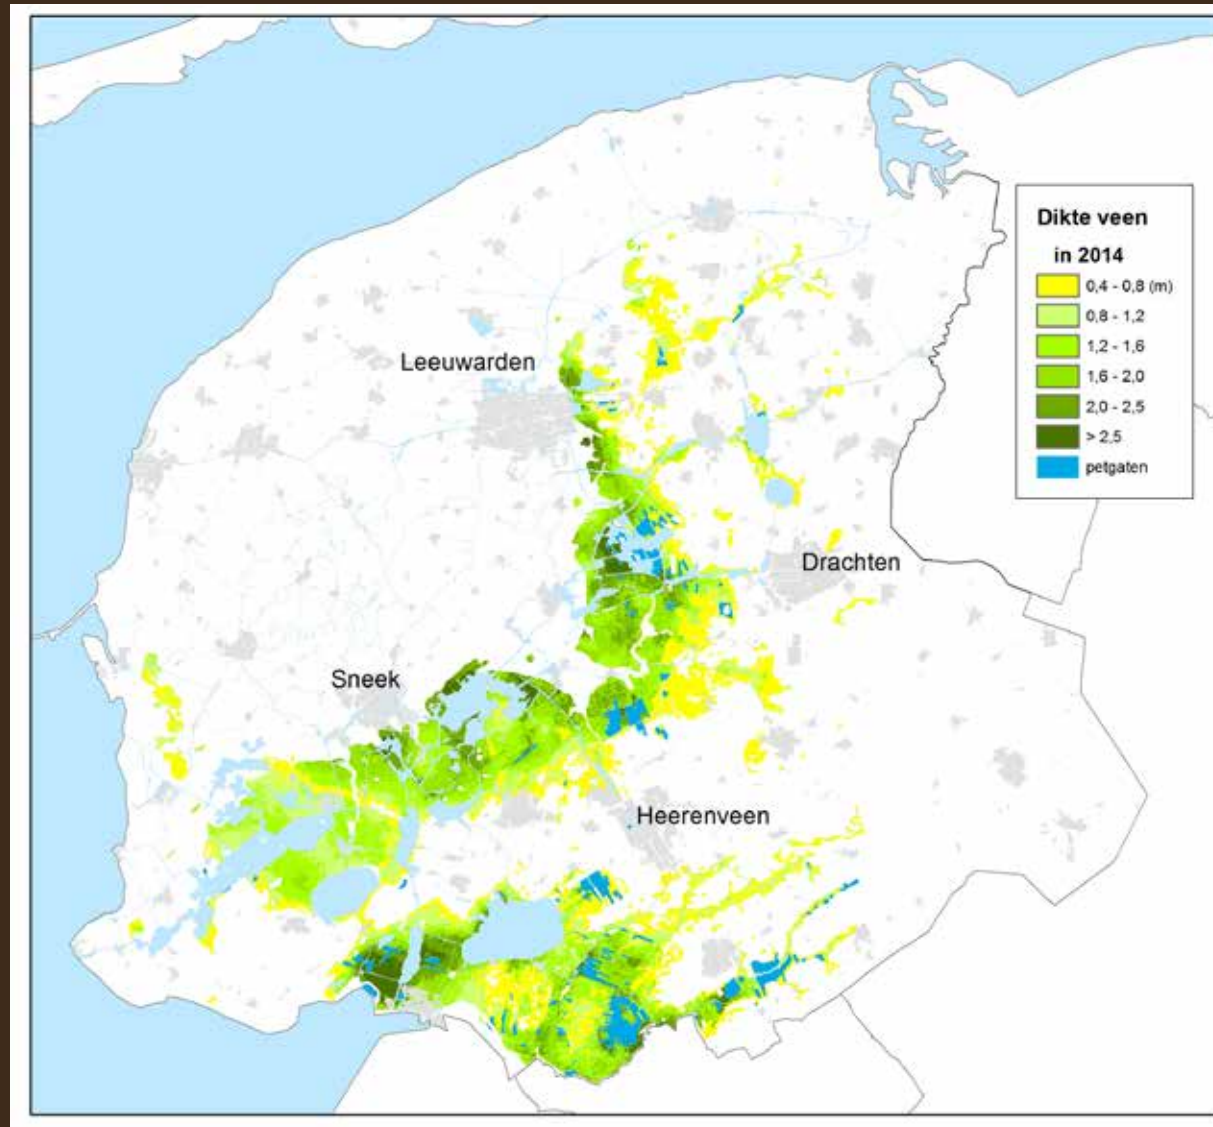 Dikte veen
in 2014
0,4 - 0,8 (m)
0,8 - 1,2
1,2 - 1,6
1,6 - 2,0
2,0 - 2,5
> 2,5
petgaten
Leeuwarden
Drachten
Sneek
Heerenveen